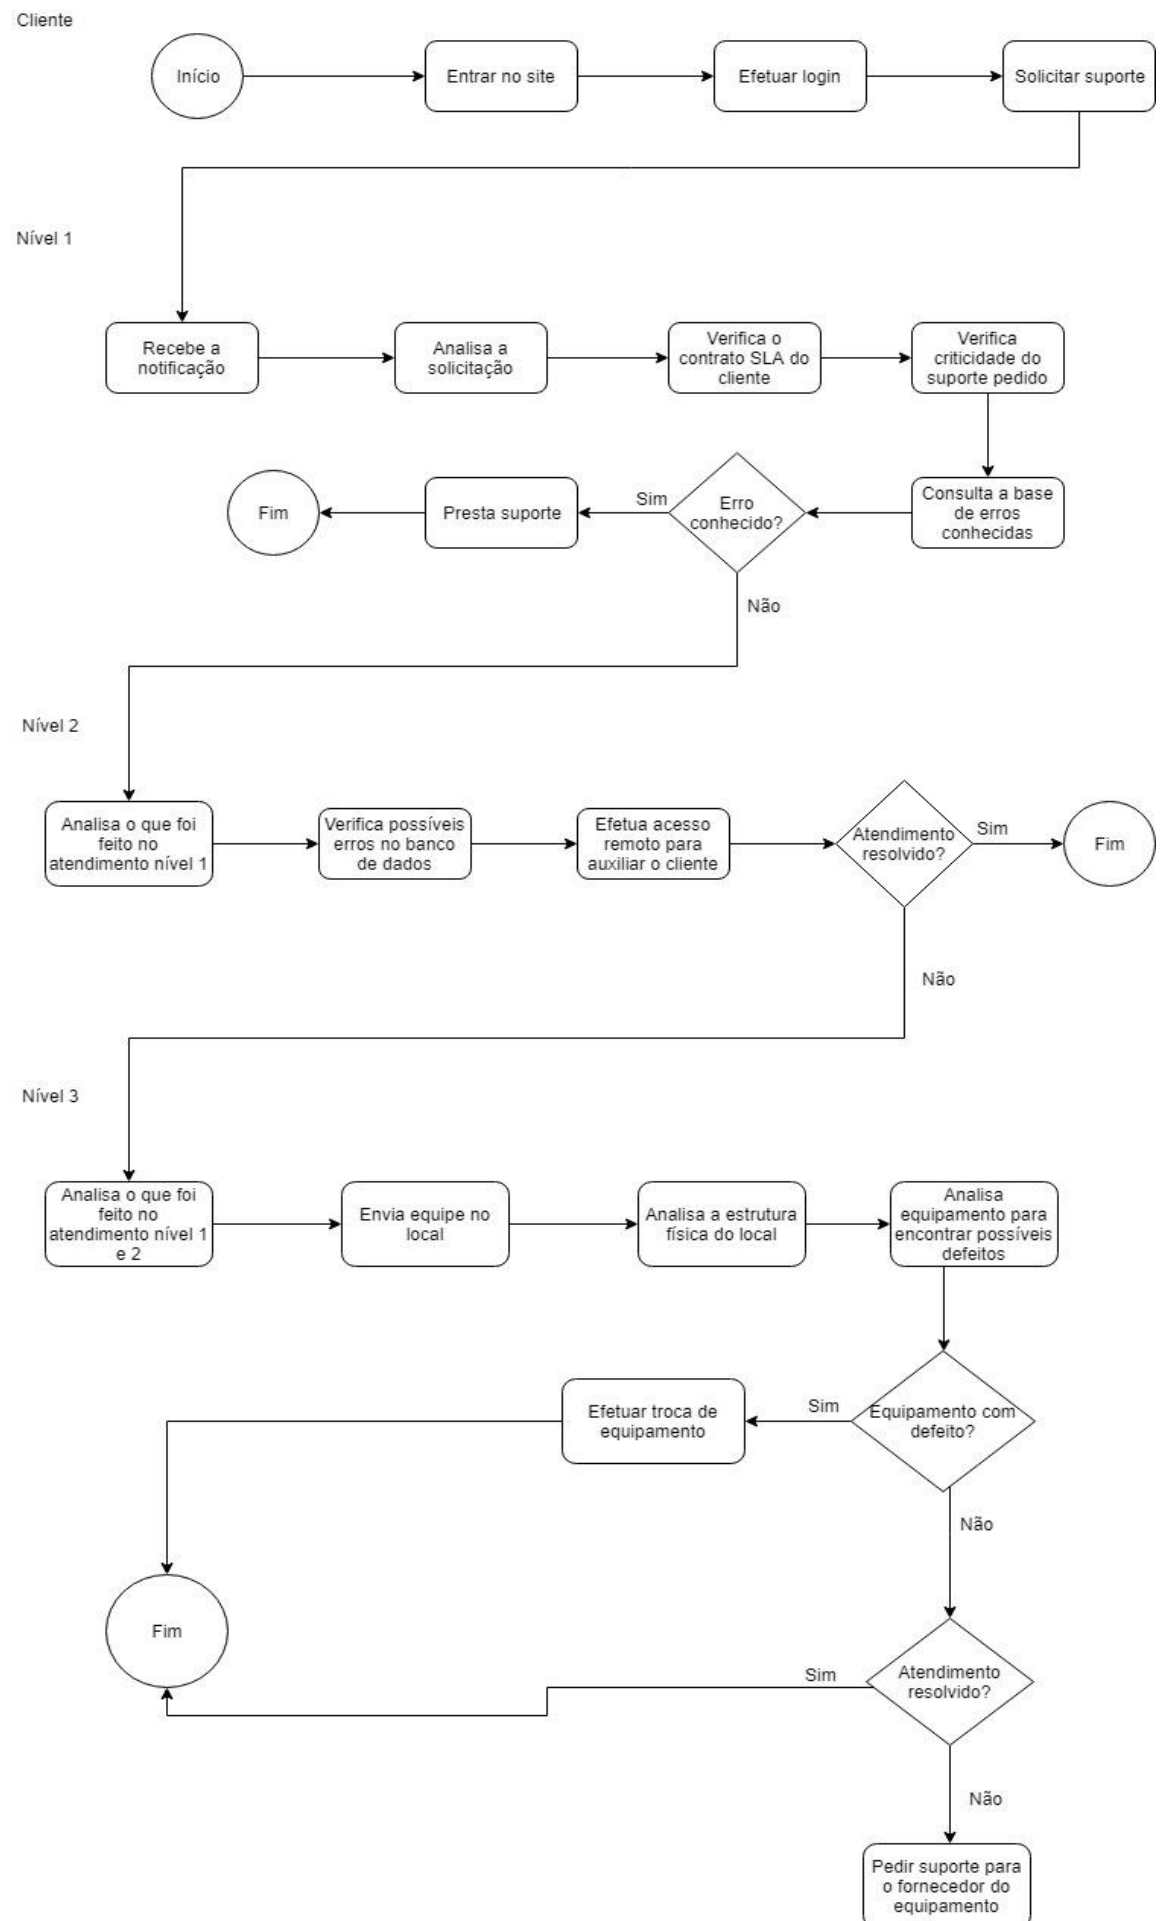 Cliente
Início
Entrar no site
Efetuar login
Solicitar suporte
Nível 1
Recebe a
notificação
Analisa a
solicitação
Verifica o
contrato SLA do
cliente
Verifica
criticidade do
suporte pedido
Fim
Presta suporte
Sim
Erro
conhecido?
Consulta a base
de erros
conhecidas
Não
Nível 2
Analisa o que foi
feito no
atendimento nível 1
Verifica possíveis
erros no banco
de dados
Efetua acesso
remoto para
auxiliar o cliente
Atendimento
resolvido?
Sim
Fim
Não
Nível 3
Analisa o que foi
feito no
atendimento nível 1
e 2
Envia equipe no
local
Analisa a estrutura
física do local
Analisa
equipamento para
encontrar possíveis
defeitos
Efetuar troca de
equipamento
Sim
Equipamento com
defeito?
Não
Fim
Sim
Atendimento
resolvido?
Não
Pedir suporte para
o fornecedor do
equipamento